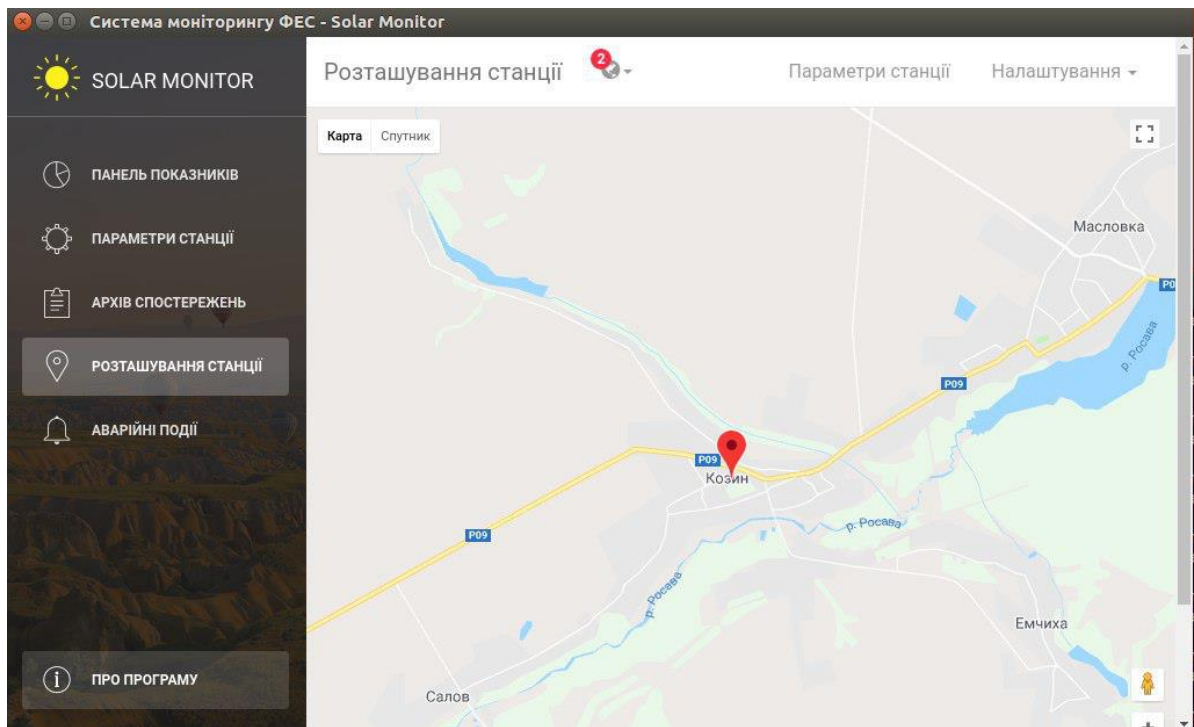 Система моніторингу ФЕС - Solar Monitor
SOLAR MONITOR
Розташування станції
2
Параметри станції
Налаштування
ПАНЕЛЬ ПОКАЗНИКІВ
ПАРАМЕТРИ СТАНЦІЇ
АРХІВ СПОСТЕРЕЖЕНЬ
РОЗТАШУВАННЯ СТАНЦІЇ
АВАРІЙНІ ПОДІЇ
ПРО ПРОГРАМУ
Карта
Спутник
Масловка
P0
р. Росава
P09
P09
Козин
P09
р. Росава
р. Росава
Емчиха
Салов